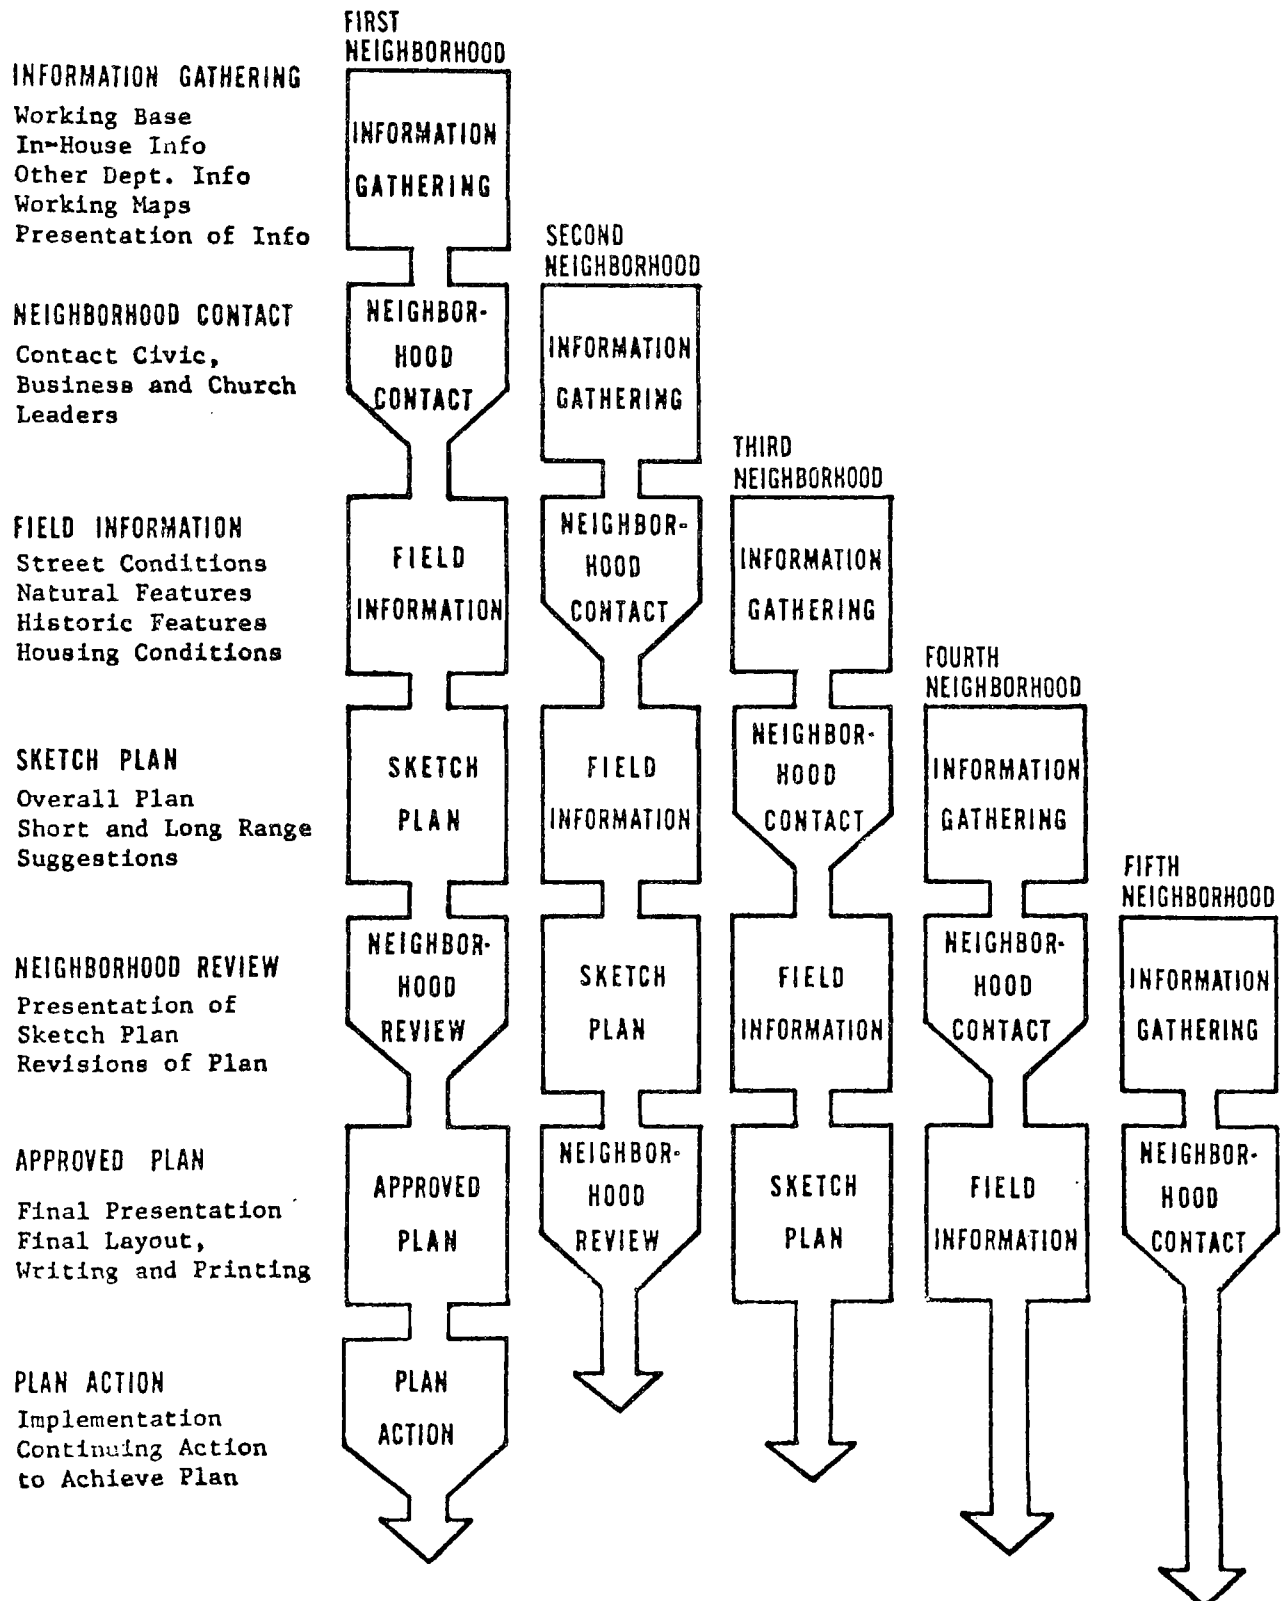 INFORMATION GATHERING
Working Base
In-House Info
Other Dept. Info
Working Maps
Presentation of Info
NEIGHBORHOOD CONTACT
Contact Civic,
Business and Church
Leaders
FIELD INFORMATION
Street Conditions
Natural Features
Historic Features
Housing Conditions
SKETCH PLAN
Overall Plan
Short and Long Range
Suggestions
NEIGHBORHOOD REVIEW
Presentation of
Sketch Plan
Revisions of Plan
APPROVED PLAN
Final Presentation
Final Layout,
Writing and Printing
PLAN ACTION
Implementation
Continuing Action
to Achieve Plan
FIRST
NEIGHBORHOOD
INFORMATION
GATHERING
NEIGHBOR-
HOOD
CONTACT
FIELD
INFORMATION
SKETCH
PLAN
NEIGHBOR-
HOOD
REVIEW
APPROVED
PLAN
PLAN
ACTION
SECOND
NEIGHBORHOOD
INFORMATION
GATHERING
NEIGHBOR-
HOOD
CONTACT
FIELD
INFORMATION
SKETCH
PLAN
NEIGHBOR-
HOOD
REVIEW
THIRD
NEIGHBORHOOD
INFORMATION
GATHERING
NEIGHBOR-
HOOD
CONTACT
FIELD
INFORMATION
SKETCH
PLAN
FOURTH
NEIGHBORHOOD
INFORMATION
GATHERING
NEIGHBOR-
HOOD
CONTACT
FIELD
INFORMATION
FIFTH
NEIGHBORHOOD
INFORMATION
GATHERING
NEIGHBOR-
HOOD
CONTACT